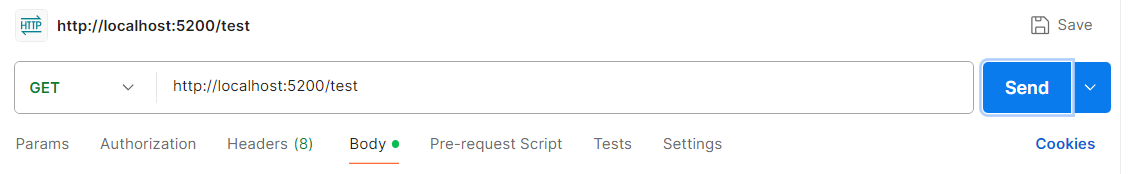 HTTP http://localhost:5200/test Save
GET http://localhost:5200/test Send
Params Authorization Headers (8) Body Pre-request Script Tests Settings Cookies